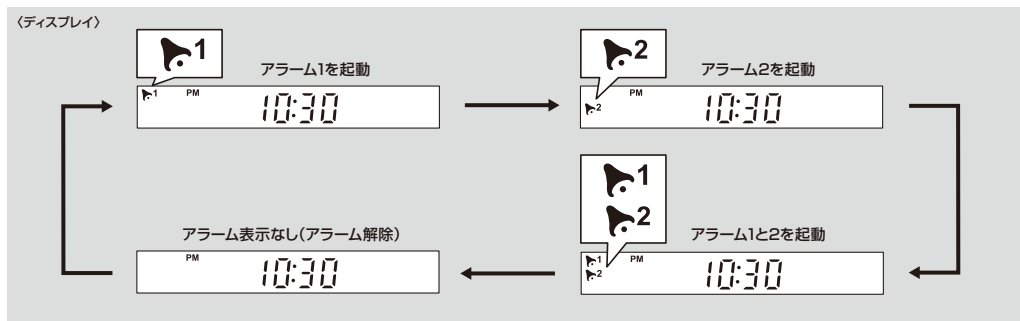 〈ディスプレイ〉
1
アラーム1を起動
1 PM 10:30
2
アラーム2を起動
2 PM 10:30
1
2
アラーム1と2を起動
1 PM 10:30
2
アラーム表示なし(アラーム解除)
PM 10:30